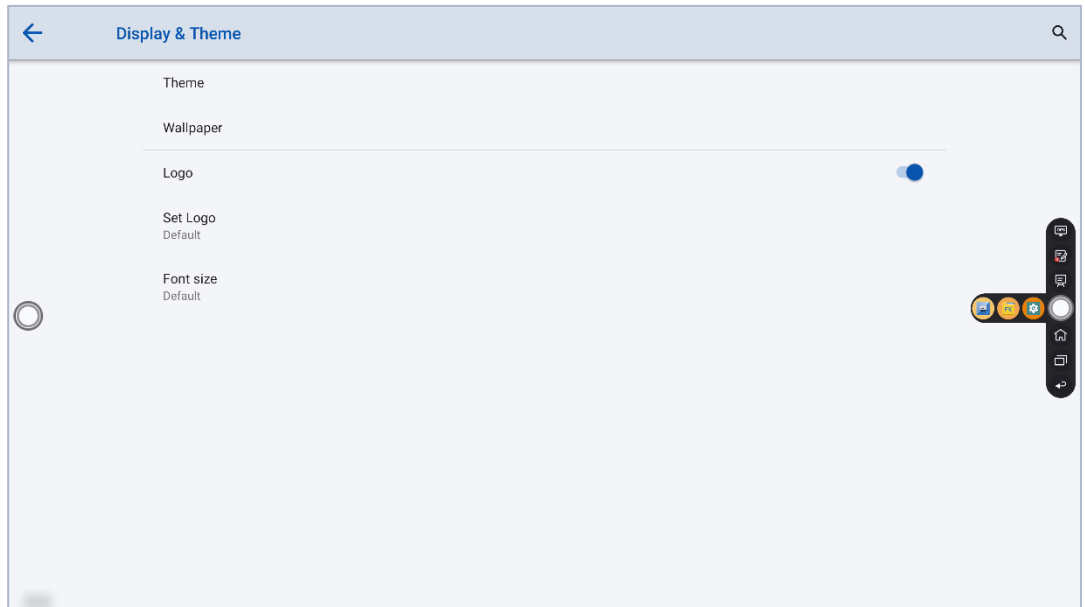 Display & Theme
Theme
Wallpaper
Logo
Set Logo
Default
Font size
Default